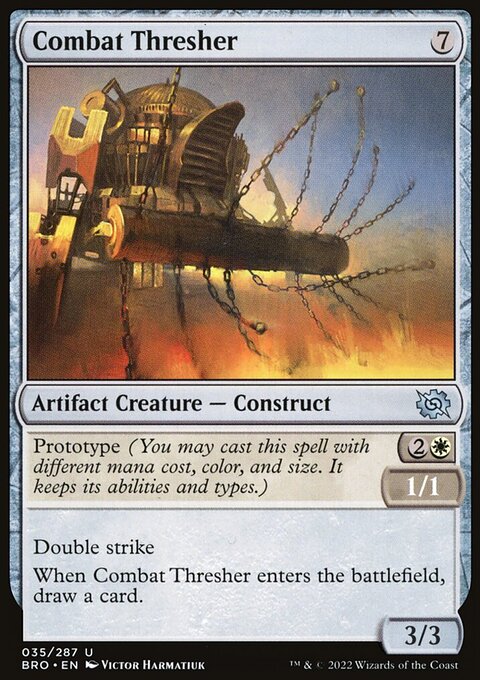 Combat Thresher 7
Artifact Creature — Construct
Prototype (You may cast this spell with 2
different mana cost, color, and size. It
keeps its abilities and types.) 1/1
Double strike
When Combat Thresher enters the battlefield,
draw a card.
3/3
035/287 U
BRO • EN Victor Harmatiuk ™ & © 2022 Wizards of the Coast